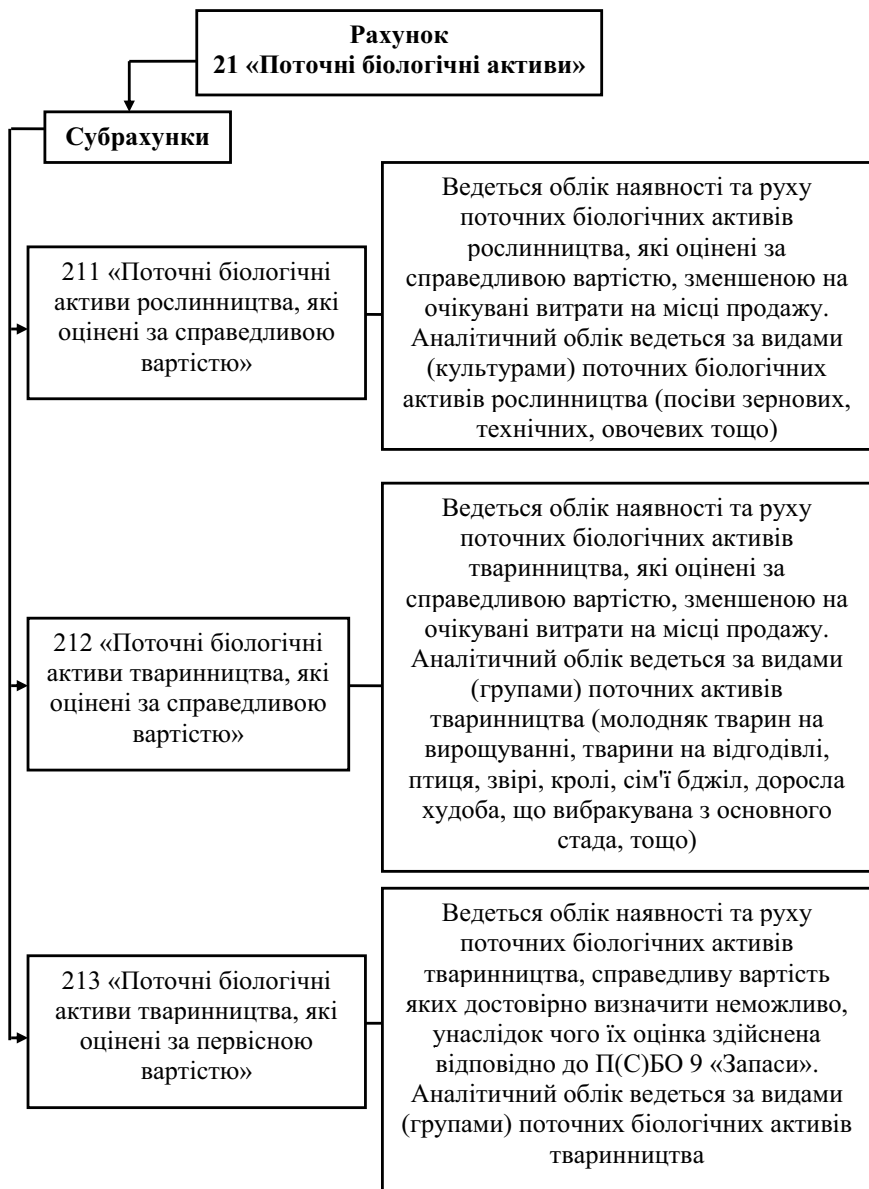 Рахунок
21 «Поточні біологічні активи»
Субрахунки
211 «Поточні біологічні
активи рослинництва, які
оцінені за справедливою
вартістю»
Ведеться облік наявності та руху
поточних біологічних активів
рослинництва, які оцінені за
справедливою вартістю, зменшеною на
очікувані витрати на місці продажу.
Аналітичний облік ведеться за видами
(культурами) поточних біологічних
активів рослинництва (посіви зернових,
технічних, овочевих тощо)
212 «Поточні біологічні
активи тваринництва, які
оцінені за справедливою
вартістю»
Ведеться облік наявності та руху
поточних біологічних активів
тваринництва, які оцінені за
справедливою вартістю, зменшеною на
очікувані витрати на місці продажу.
Аналітичний облік ведеться за видами
(групами) поточних активів
тваринництва (молодняк тварин на
вирощуванні, тварини на відгодівлі,
птиця, звірі, кролі, сім'ї бджіл, доросла
худоба, що вибракувана з основного
стада, тощо)
213 «Поточні біологічні
активи тваринництва, які
оцінені за первісною
вартістю»
Ведеться облік наявності та руху
поточних біологічних активів
тваринництва, справедливу вартість
яких достовірно визначити неможливо,
унаслідок чого їх оцінка здійснена
відповідно до П(С)БО 9 «Запаси».
Аналітичний облік ведеться за видами
(групами) поточних біологічних активів
тваринництва